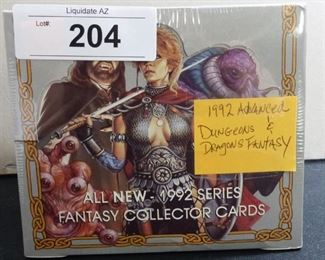 Liquidate AZ
Lot#:
204
1992 Advanced
DUNGEONS &
DRAGONS FANTASY
ALL NEW - 1992 SERIES
FANTASY COLLECTOR CARDS